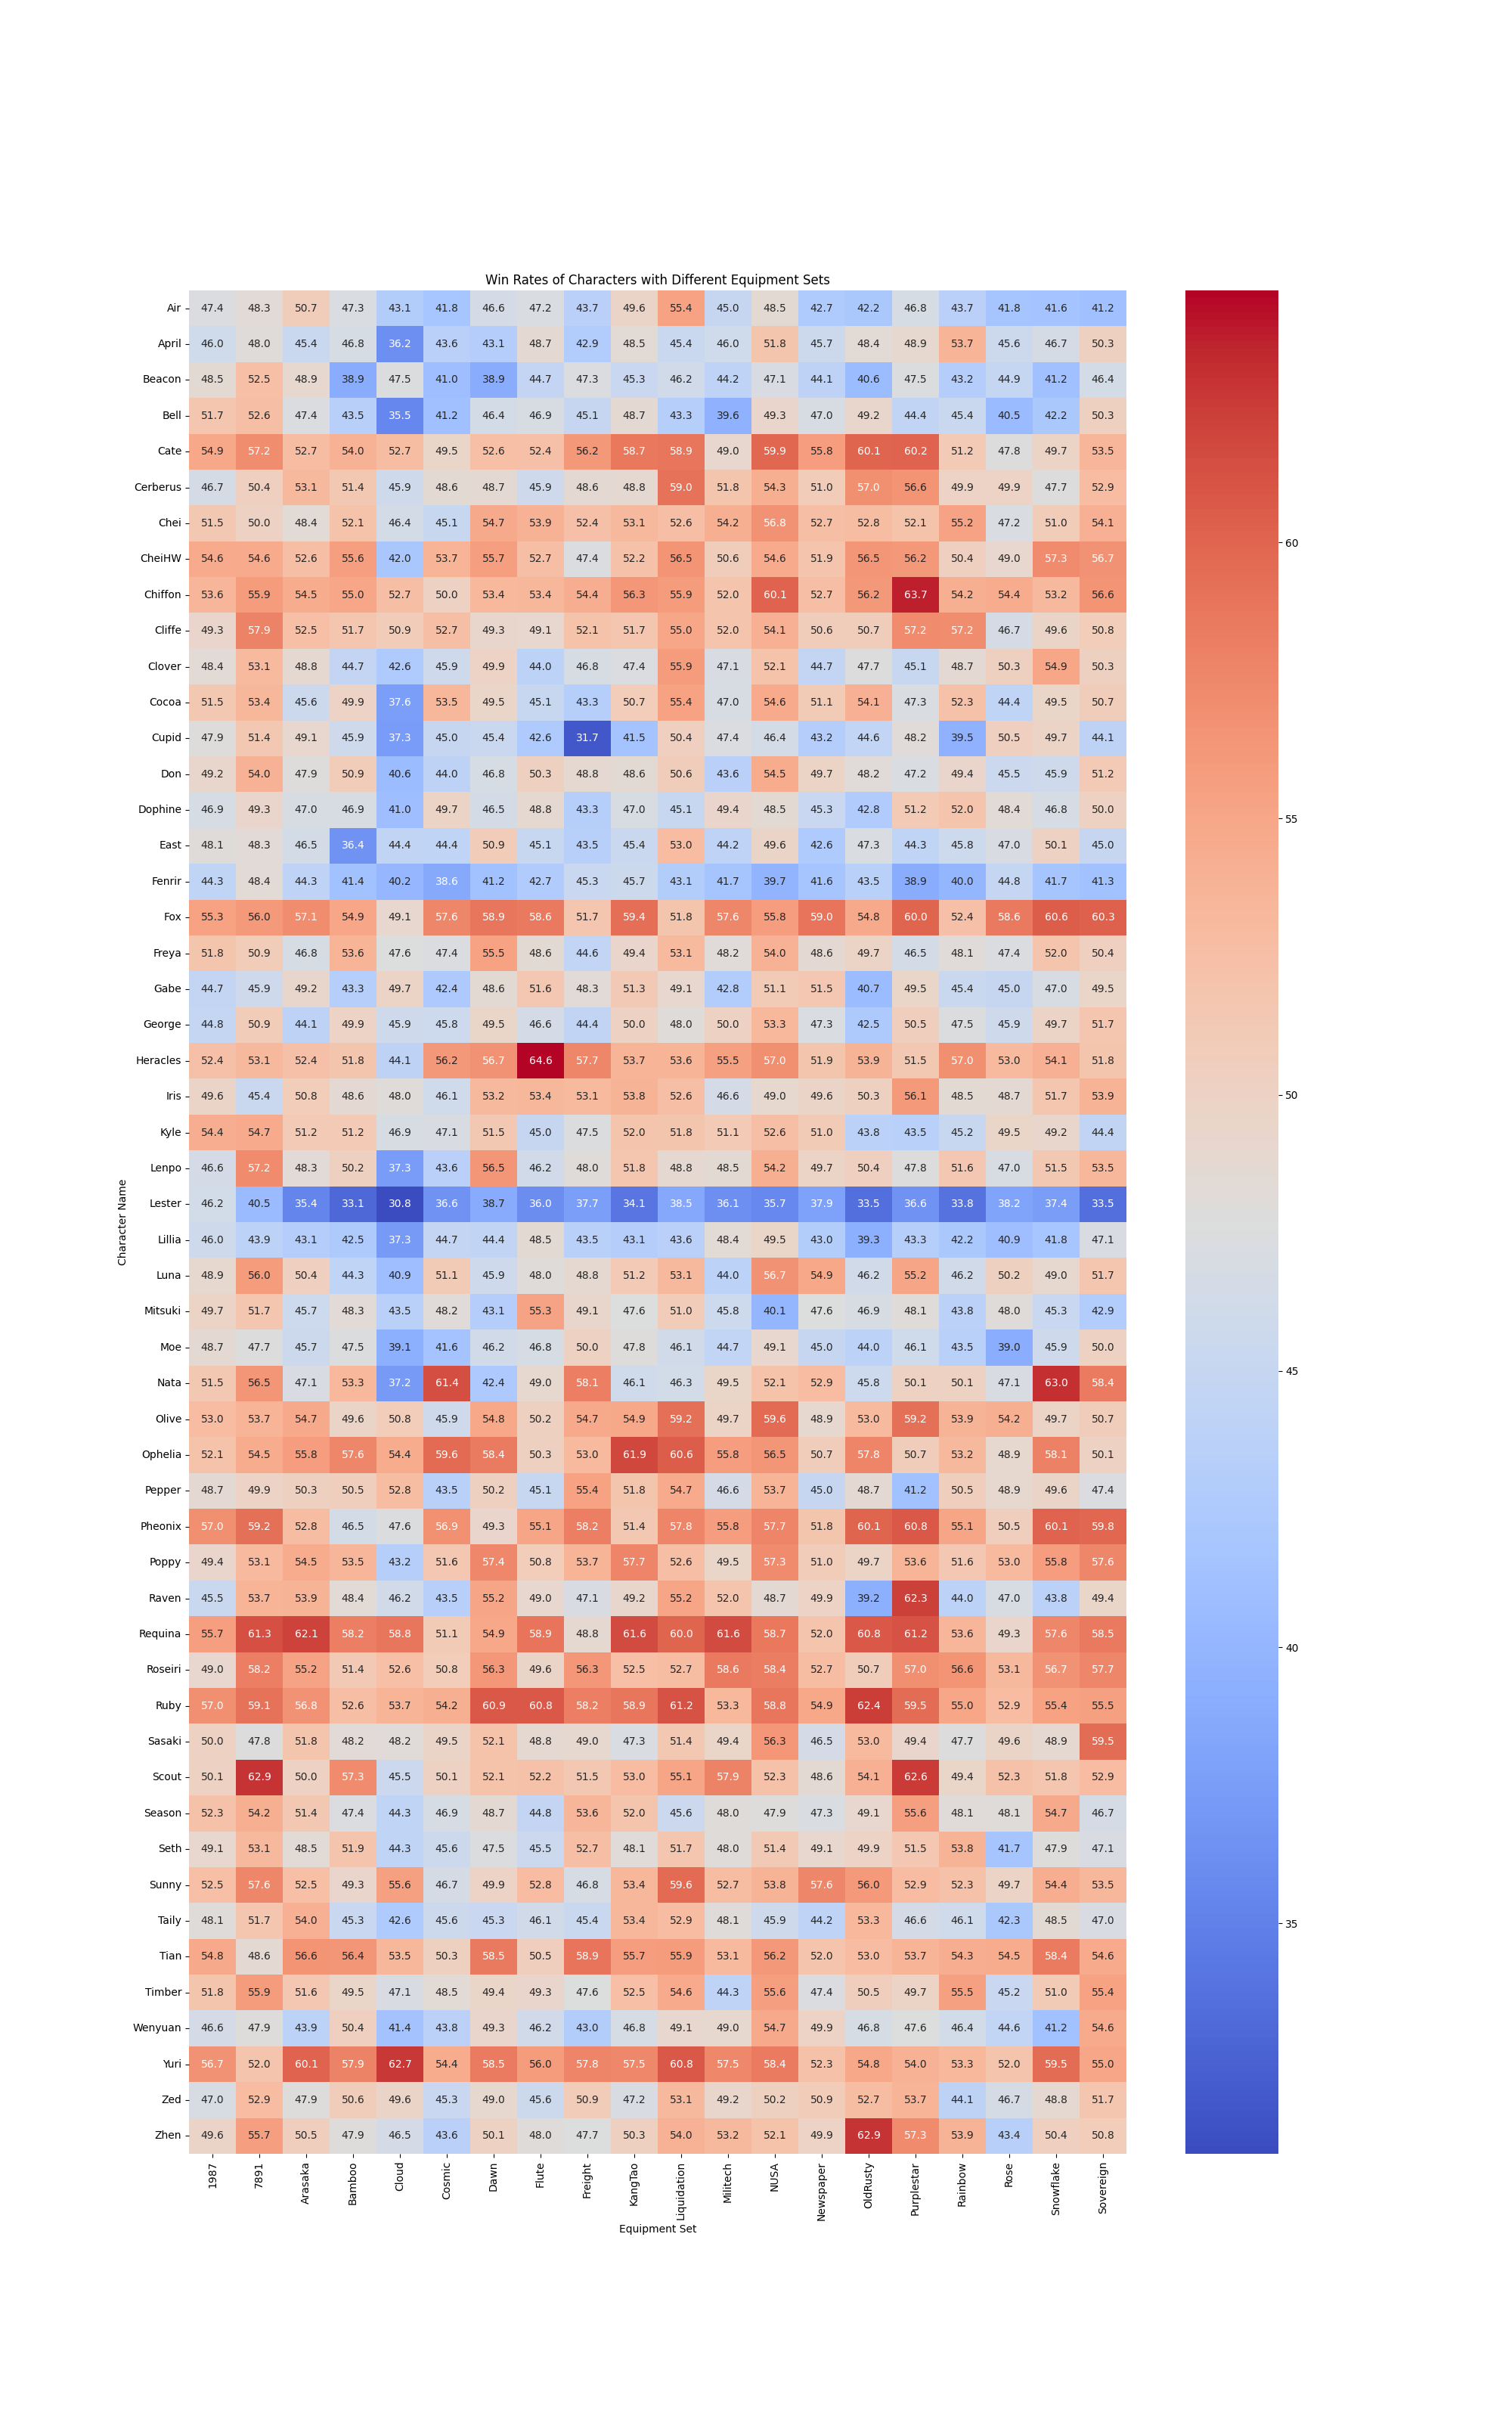 Win Rates of Characters with Different Equipment Sets
Air 47.4 48.3 50.7 47.3 43.1 41.8 46.6 47.2 43.7 49.6 55.4 45.0 48.5 42.7 42.2 46.8 43.7 41.8 41.6 41.2
April 46.0 48.0 45.4 46.8 36.2 43.6 43.1 48.7 42.9 48.5 45.4 46.0 51.8 45.7 48.4 48.9 53.7 45.6 46.7 50.3
Beacon 48.5 52.5 48.9 38.9 47.5 41.0 38.9 44.7 47.3 45.3 46.2 44.2 47.1 44.1 40.6 47.5 43.2 44.9 41.2 46.4
Bell 51.7 52.6 47.4 43.5 35.5 41.2 46.4 46.9 45.1 48.7 43.3 39.6 49.3 47.0 49.2 44.4 45.4 40.5 42.2 50.3
Cate 54.9 57.2 52.7 54.0 52.7 49.5 52.6 52.4 56.2 58.7 58.9 49.0 59.9 55.8 60.1 60.2 51.2 47.8 49.7 53.5
Cerberus 46.7 50.4 53.1 51.4 45.9 48.6 48.7 45.9 48.6 48.8 59.0 51.8 54.3 51.0 57.0 56.6 49.9 49.9 47.7 52.9
Chei 51.5 50.0 48.4 52.1 46.4 45.1 54.7 53.9 52.4 53.1 52.6 54.2 56.8 52.7 52.8 52.1 55.2 47.2 51.0 54.1
CheiHW 54.6 54.6 52.6 55.6 42.0 53.7 55.7 52.7 47.4 52.2 56.5 50.6 54.6 51.9 56.5 56.2 50.4 49.0 57.3 56.7
Chiffon 53.6 55.9 54.5 55.0 52.7 50.0 53.4 53.4 54.4 56.3 55.9 52.0 60.1 52.7 56.2 63.7 54.2 54.4 53.2 56.6
Cliffe 49.3 57.9 52.5 51.7 50.9 52.7 49.3 49.1 52.1 51.7 55.0 52.0 54.1 50.6 50.7 57.2 57.2 46.7 49.6 50.8
Clover 48.4 53.1 48.8 44.7 42.6 45.9 49.9 44.0 46.8 47.4 55.9 47.1 52.1 44.7 47.7 45.1 48.7 50.3 54.9 50.3
Cocoa 51.5 53.4 45.6 49.9 37.6 53.5 49.5 45.1 43.3 50.7 55.4 47.0 54.6 51.1 54.1 47.3 52.3 44.4 49.5 50.7
Cupid 47.9 51.4 49.1 45.9 37.3 45.0 45.4 42.6 31.7 41.5 50.4 47.4 46.4 43.2 44.6 48.2 39.5 50.5 49.7 44.1
Don 49.2 54.0 47.9 50.9 40.6 44.0 46.8 50.3 48.8 48.6 50.6 43.6 54.5 49.7 48.2 47.2 49.4 45.5 45.9 51.2
Dophine 46.9 49.3 47.0 46.9 41.0 49.7 46.5 48.8 43.3 47.0 45.1 49.4 48.5 45.3 42.8 51.2 52.0 48.4 46.8 50.0
East 48.1 48.3 46.5 36.4 44.4 44.4 50.9 45.1 43.5 45.4 53.0 44.2 49.6 42.6 47.3 44.3 45.8 47.0 50.1 45.0
Fenrir 44.3 48.4 44.3 41.4 40.2 38.6 41.2 42.7 45.3 45.7 43.1 41.7 39.7 41.6 43.5 38.9 40.0 44.8 41.7 41.3
Fox 55.3 56.0 57.1 54.9 49.1 57.6 58.9 58.6 51.7 59.4 51.8 57.6 55.8 59.0 54.8 60.0 52.4 58.6 60.6 60.3
Freya 51.8 50.9 46.8 53.6 47.6 47.4 55.5 48.6 44.6 49.4 53.1 48.2 54.0 48.6 49.7 46.5 48.1 47.4 52.0 50.4
Gabe 44.7 45.9 49.2 43.3 49.7 42.4 48.6 51.6 48.3 51.3 49.1 42.8 51.1 51.5 40.7 49.5 45.4 45.0 47.0 49.5
George 44.8 50.9 44.1 49.9 45.9 45.8 49.5 46.6 44.4 50.0 48.0 50.0 53.3 47.3 42.5 50.5 47.5 45.9 49.7 51.7
Heracles 52.4 53.1 52.4 51.8 44.1 56.2 56.7 64.6 57.7 53.7 53.6 55.5 57.0 51.9 53.9 51.5 57.0 53.0 54.1 51.8
Iris 49.6 45.4 50.8 48.6 48.0 46.1 53.2 53.4 53.1 53.8 52.6 46.6 49.0 49.6 50.3 56.1 48.5 48.7 51.7 53.9
Kyle 54.4 54.7 51.2 51.2 46.9 47.1 51.5 45.0 47.5 52.0 51.8 51.1 52.6 51.0 43.8 43.5 45.2 49.5 49.2 44.4
Lenpo 46.6 57.2 48.3 50.2 37.3 43.6 56.5 46.2 48.0 51.8 48.8 48.5 54.2 49.7 50.4 47.8 51.6 47.0 51.5 53.5
Lester 46.2 40.5 35.4 33.1 30.8 36.6 38.7 36.0 37.7 34.1 38.5 36.1 35.7 37.9 33.5 36.6 33.8 38.2 37.4 33.5
Lillia 46.0 43.9 43.1 42.5 37.3 44.7 44.4 48.5 43.5 43.1 43.6 48.4 49.5 43.0 39.3 43.3 42.2 40.9 41.8 47.1
Luna 48.9 56.0 50.4 44.3 40.9 51.1 45.9 48.0 48.8 51.2 53.1 44.0 56.7 54.9 46.2 55.2 46.2 50.2 49.0 51.7
Mitsuki 49.7 51.7 45.7 48.3 43.5 48.2 43.1 55.3 49.1 47.6 51.0 45.8 40.1 47.6 46.9 48.1 43.8 48.0 45.3 42.9
Moe 48.7 47.7 45.7 47.5 39.1 41.6 46.2 46.8 50.0 47.8 46.1 44.7 49.1 45.0 44.0 46.1 43.5 39.0 45.9 50.0
Nata 51.5 56.5 47.1 53.3 37.2 61.4 42.4 49.0 58.1 46.1 46.3 49.5 52.1 52.9 45.8 50.1 50.1 47.1 63.0 58.4
Olive 53.0 53.7 54.7 49.6 50.8 45.9 54.8 50.2 54.7 54.9 59.2 49.7 59.6 48.9 53.0 59.2 53.9 54.2 49.7 50.7
Ophelia 52.1 54.5 55.8 57.6 54.4 59.6 58.4 50.3 53.0 61.9 60.6 55.8 56.5 50.7 57.8 50.7 53.2 48.9 58.1 50.1
Pepper 48.7 49.9 50.3 50.5 52.8 43.5 50.2 45.1 55.4 51.8 54.7 46.6 53.7 45.0 48.7 41.2 50.5 48.9 49.6 47.4
Pheonix 57.0 59.2 52.8 46.5 47.6 56.9 49.3 55.1 58.2 51.4 57.8 55.8 57.7 51.8 60.1 60.8 55.1 50.5 60.1 59.8
Poppy 49.4 53.1 54.5 53.5 43.2 51.6 57.4 50.8 53.7 57.7 52.6 49.5 57.3 51.0 49.7 53.6 51.6 53.0 55.8 57.6
Raven 45.5 53.7 53.9 48.4 46.2 43.5 55.2 49.0 47.1 49.2 55.2 52.0 48.7 49.9 39.2 62.3 44.0 47.0 43.8 49.4
Requina 55.7 61.3 62.1 58.2 58.8 51.1 54.9 58.9 48.8 61.6 60.0 61.6 58.7 52.0 60.8 61.2 53.6 49.3 57.6 58.5
Roseiri 49.0 58.2 55.2 51.4 52.6 50.8 56.3 49.6 56.3 52.5 52.7 58.6 58.4 52.7 50.7 57.0 56.6 53.1 56.7 57.7
Ruby 57.0 59.1 56.8 52.6 53.7 54.2 60.9 60.8 58.2 58.9 61.2 53.3 58.8 54.9 62.4 59.5 55.0 52.9 55.4 55.5
Sasaki 50.0 47.8 51.8 48.2 48.2 49.5 52.1 48.8 49.0 47.3 51.4 49.4 56.3 46.5 53.0 49.4 47.7 49.6 48.9 59.5
Scout 50.1 62.9 50.0 57.3 45.5 50.1 52.1 52.2 51.5 53.0 55.1 57.9 52.3 48.6 54.1 62.6 49.4 52.3 51.8 52.9
Season 52.3 54.2 51.4 47.4 44.3 46.9 48.7 44.8 53.6 52.0 45.6 48.0 47.9 47.3 49.1 55.6 48.1 48.1 54.7 46.7
Seth 49.1 53.1 48.5 51.9 44.3 45.6 47.5 45.5 52.7 48.1 51.7 48.0 51.4 49.1 49.9 51.5 53.8 41.7 47.9 47.1
Sunny 52.5 57.6 52.5 49.3 55.6 46.7 49.9 52.8 46.8 53.4 59.6 52.7 53.8 57.6 56.0 52.9 52.3 49.7 54.4 53.5
Taily 48.1 51.7 54.0 45.3 42.6 45.6 45.3 46.1 45.4 53.4 52.9 48.1 45.9 44.2 53.3 46.6 46.1 42.3 48.5 47.0
Tian 54.8 48.6 56.6 56.4 53.5 50.3 58.5 50.5 58.9 55.7 55.9 53.1 56.2 52.0 53.0 53.7 54.3 54.5 58.4 54.6
Timber 51.8 55.9 51.6 49.5 47.1 48.5 49.4 49.3 47.6 52.5 54.6 44.3 55.6 47.4 50.5 49.7 55.5 45.2 51.0 55.4
Wenyuan 46.6 47.9 43.9 50.4 41.4 43.8 49.3 46.2 43.0 46.8 49.1 49.0 54.7 49.9 46.8 47.6 46.4 44.6 41.2 54.6
Yuri 56.7 52.0 60.1 57.9 62.7 54.4 58.5 56.0 57.8 57.5 60.8 57.5 58.4 52.3 54.8 54.0 53.3 52.0 59.5 55.0
Zed 47.0 52.9 47.9 50.6 49.6 45.3 49.0 45.6 50.9 47.2 53.1 49.2 50.2 50.9 52.7 53.7 44.1 46.7 48.8 51.7
Zhen 49.6 55.7 50.5 47.9 46.5 43.6 50.1 48.0 47.7 50.3 54.0 53.2 52.1 49.9 62.9 57.3 53.9 43.4 50.4 50.8
1987 7891 Arasaka Bamboo Cloud Cosmic Dawn Flute Freight KangTao Liquidation Militech NUSA Newspaper OldRusty Purplestar Rainbow Rose Snowflake Sovereign
Equipment Set
Character Name
60
55
50
45
40
35